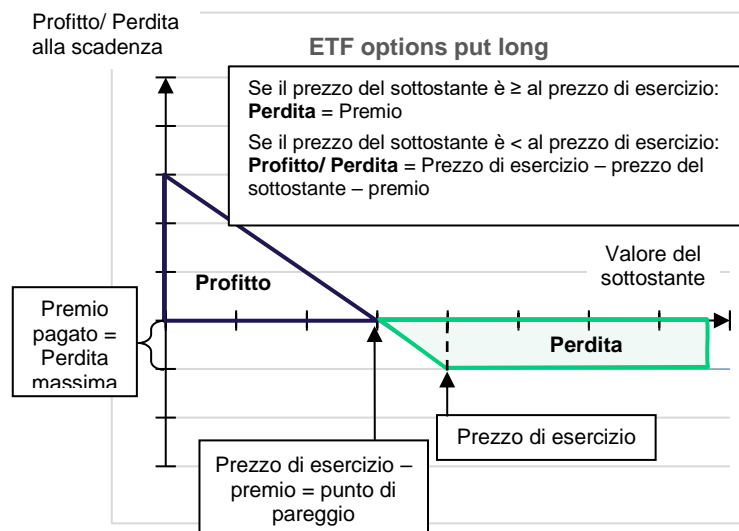 Profitto/ Perdita
alla scadenza
ETF options put long
Se il prezzo del sottostante è ≥ al prezzo di esercizio:
Perdita = Premio
Se il prezzo del sottostante è < al prezzo di esercizio:
Profitto/ Perdita = Prezzo di esercizio – prezzo del
sottostante – premio
Valore del
sottostante
Profitto
Premio
pagato =
Perdita
massima
Perdita
Prezzo di esercizio
Prezzo di esercizio –
premio = punto di
pareggio